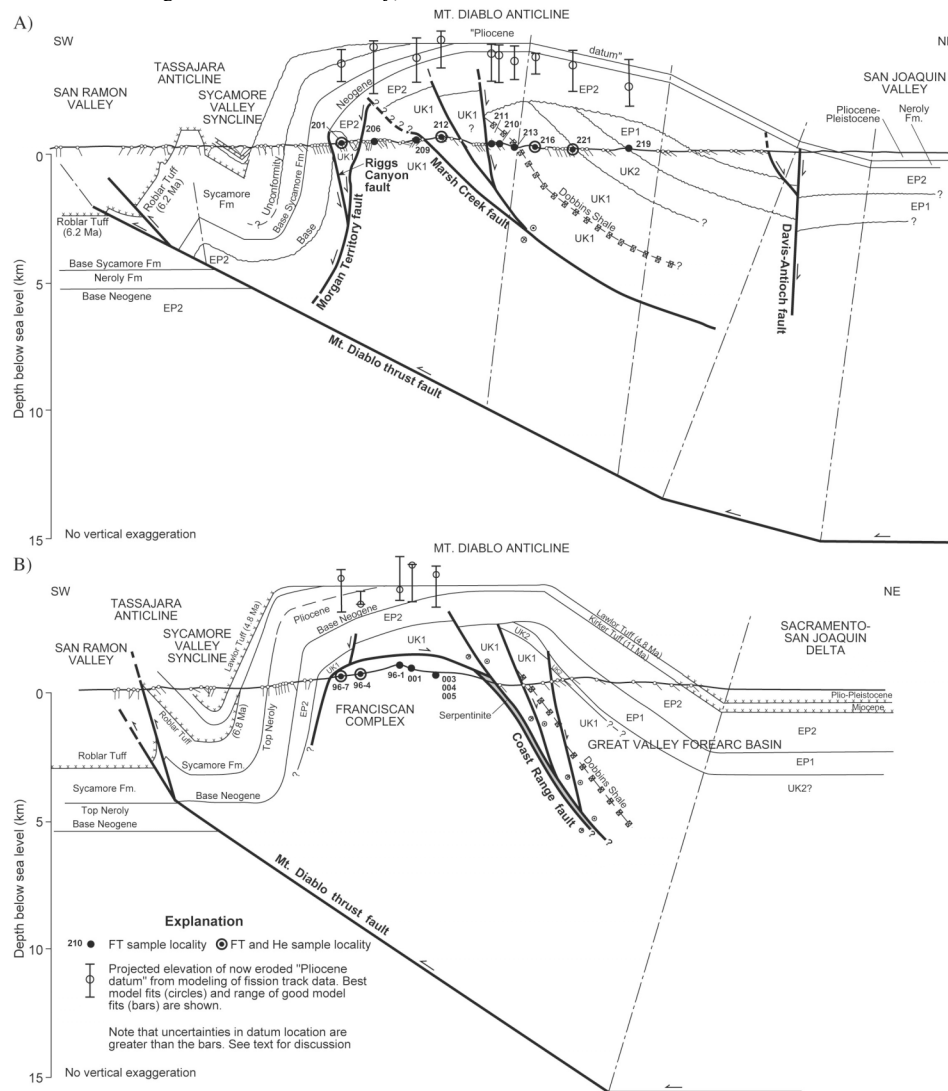 A)
MT. DIABLO ANTICLINE
SW
"Pliocene
datum"
NE
TASSAJARA
ANTICLINE
SAN RAMON
VALLEY
SYCAMORE
VALLEY
SYNCLINE
SAN JOAQUIN
VALLEY
Pliocene-
Pleistocene
Neroly
Fm.
Neogene
EP2
EP2
UK1
EP2
201
206
212
UK1
?
211
210
213
216
221
219
EP1
UK2
? ? ? ?
209
UK1
UK1
Riggs
Canyon
fault
Marsh Creek fault
Dobbins
Shale
UK1
?
?
EP2
EP1
?
Roblar Tuff
(6.2 Ma)
Roblar Tuff
(6.2 Ma)
Sycamore
Fm
?
Unconformity
Base Sycamore Fm
Base
EP2
Morgan Territory fault
Davis-Antioch fault
Base Sycamore Fm
Neroly Fm
Base Neogene
EP2
Mt. Diablo thrust fault
Depth below sea level (km)
0
5
10
15
No vertical exaggeration
B)
MT. DIABLO ANTICLINE
SW
NE
TASSAJARA
ANTICLINE
SAN RAMON
VALLEY
SYCAMORE
VALLEY
SYNCLINE
SACRAMENTO-
SAN JOAQUIN
DELTA
Lawlor Tuff (4.8 Ma)
Pliocene
Base Neogene
EP2
UK1
UK1
UK2
UK1
Lawlor Tuff (4.8 Ma)
Kirker Tuff (11 Ma)
UK1
96-7
96-4
96-1
001
003
004
005
FRANCISCAN
COMPLEX
Serpentinite
UK1
? - ?
EP1
EP2
Plio-Pleistocene
Miocene
EP2
GREAT VALLEY FOREARC BASIN
EP1
UK2?
Roblar Tuff
(6.8 Ma)
Top Neroly
EP2
?
Roblar Tuff
Sycamore Fm.
Sycamore Fm.
Base Neogene
Top Neroly
Base Neogene
Coast Range fault
Dobbins
Shale
?
?
Mt. Diablo thrust fault
Depth below sea level (km)
0
5
10
15
Explanation
210 FT sample locality FT and He sample locality
Projected elevation of now eroded "Pliocene
datum" from modeling of fission track data. Best
model fits (circles) and range of good model
fits (bars) are shown.
Note that uncertainties in datum location are
greater than the bars. See text for discussion
No vertical exaggeration